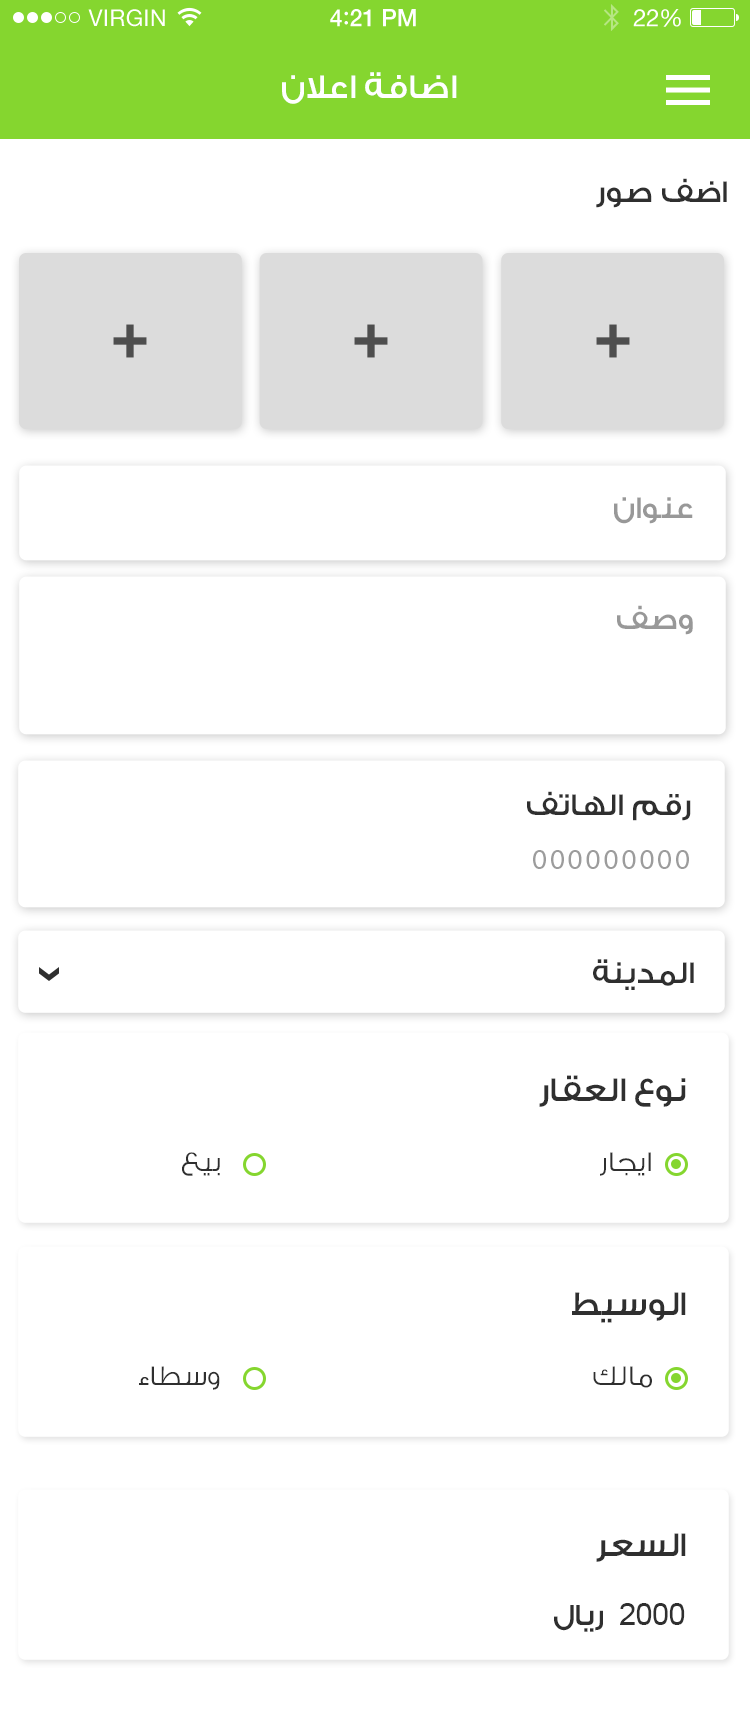 VIRGIN 4:21 PM 22%
اضافة اعلان
اضف صور
+ + +
عنوان
وصف
رقم الهاتف
000000000
المدينة
نوع العقار
ايجار بيع
الوسيط
مالك وسطاء
السعر
2000 ريال